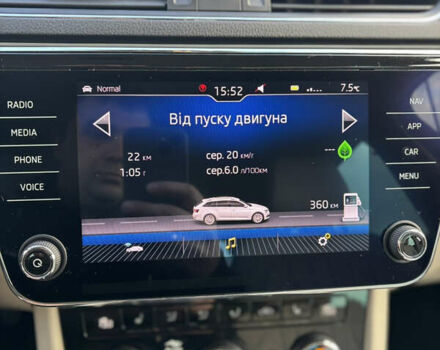 Normal 15:52 7.5°C
RADIO
MEDIA
PHONE
VOICE
Від пуску двигуна
22 км сер. 20 км/г
1:05 г сер.6.0 л/100км
---
360 км
NAV
APP
CAR
MENU